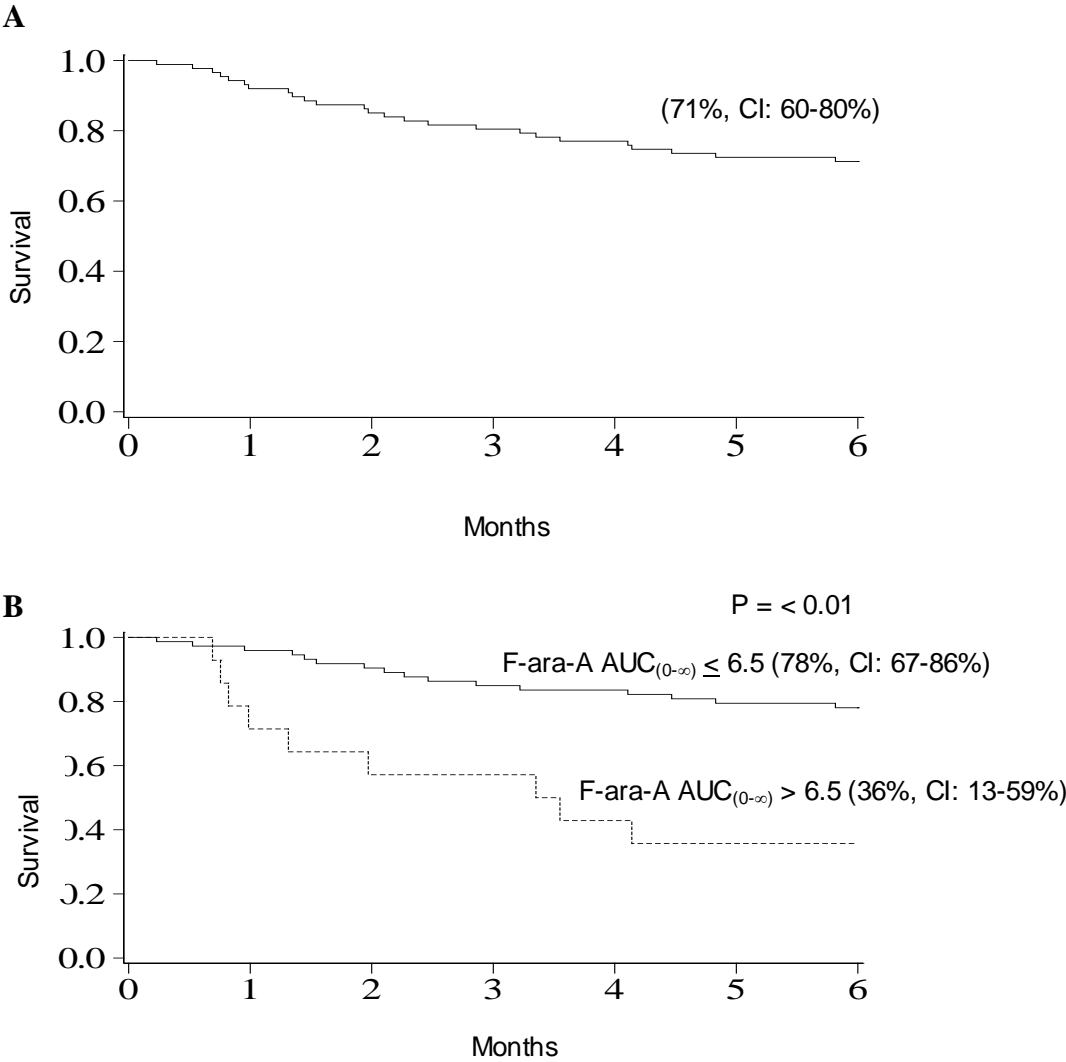 A
1.0
(71%, CI: 60-80%)
0.8
0.6
0.4
0.2
0.0
Survival
0 1 2 3 4 5 6
Months
B
P = < 0.01
1.0
F-ara-A AUC(0-∞) ≤ 6.5 (78%, CI: 67-86%)
0.8
).6
F-ara-A AUC(0-∞) > 6.5 (36%, CI: 13-59%)
).4
).2
0.0
Survival
0 1 2 3 4 5 6
Months